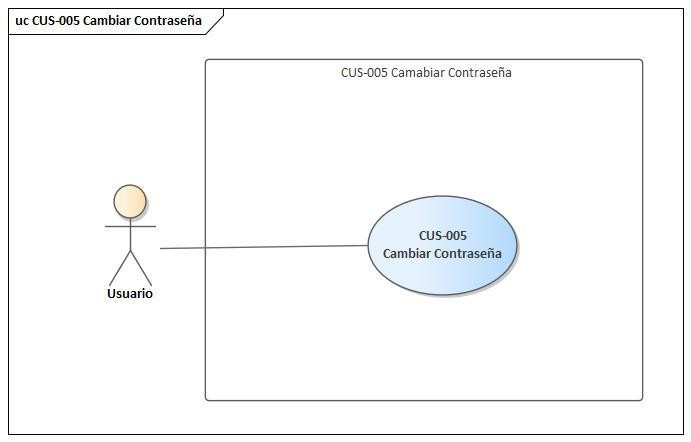 uc CUS-005 Cambiar Contraseña
CUS-005 Camabiar Contraseña
CUS-005
Cambiar Contraseña
Usuario